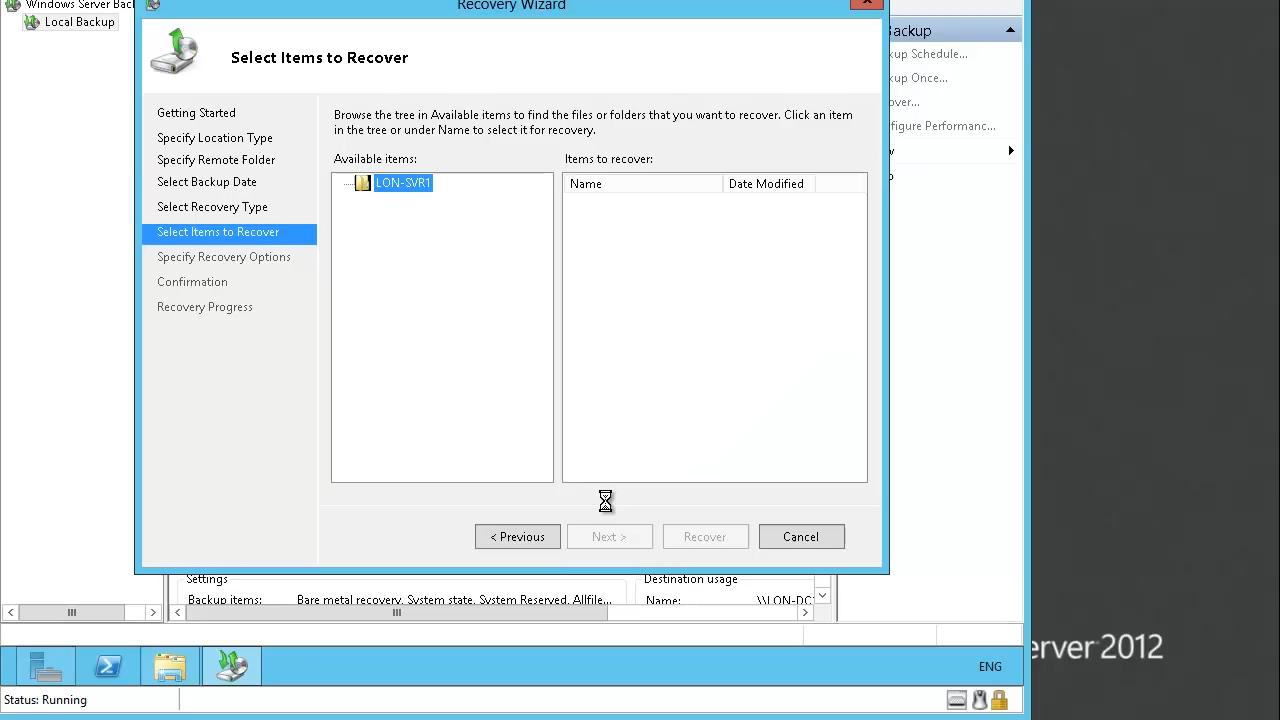 Windows Server Back
Local Backup
Recovery Wizard
Select Items to Recover
Getting Started
Specify Location Type
Specify Remote Folder
Select Backup Date
Select Recovery Type
Select Items to Recover
Specify Recovery Options
Confirmation
Recovery Progress
Browse the tree in Available items to find the files or folders that you want to recover. Click an item
in the tree or under Name to select it for recovery.
Available items:
Items to recover:
LON-SVR1
Name
Date Modified
< Previous
Next >
Recover
Cancel
Backup
kup Schedule...
kup Once...
over...
figure Performanc...
Settings
Backup items:
Bare metal recovery, System state, System Reserved, Allfile...
Destination usage
Name:
\\LON-DC
ENG
erver 2012
Status: Running